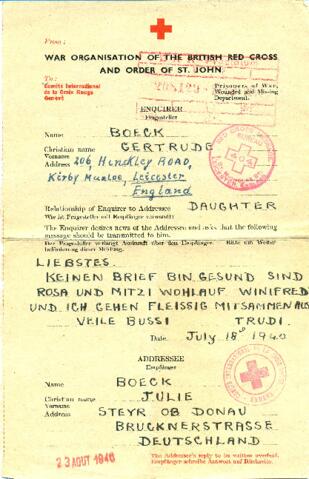 From:
WAR ORGANISATION OF THE BRITISH RED CROSS
AND ORDER OF ST. JOHN
To:
Comité International
de la Croix Rouge
Genève
Prisoners of War,
Wounded and Missing
Department.
ENQUIRER
Fragesteller
Name BOECK
Christian name GERTRUDE
Vorname
Address 206, Hinckley ROAD,
Kirby Muxloe, Leicester
England
Relationship of Enquirer to Addressee DAUGHTER
Wie ist Fragesteller mit Empfänger verwandt?
The Enquirer desires news of the Addressee and asks that the following
message should be transmitted to him.
Der Fragesteller verlangt Auskunft über den Empfänger. Bitte um Weiter-
beförderung dieser Meldung.
LIEBSTES.
KEINEN BRIEF BIN GESUND SIND
ROSA UND MITZI WOHLAUF WINIFRED
UND ICH GEHEN FLEISSIG MITSAMMEN AUS
VEILE BUSSI TRUDI.
Date July 18th 1940
ADDRESSEE
Empfänger
Name BOECK
Christian name JULIE
Vorname
Address STEYR OB DONAU
BRUCKNERSTRASSE
DEUTSCHLAND
23 AOUT 1940
The Addressee's reply to be written overleaf.
Empfänger schreibe Antwort auf Rückseite.